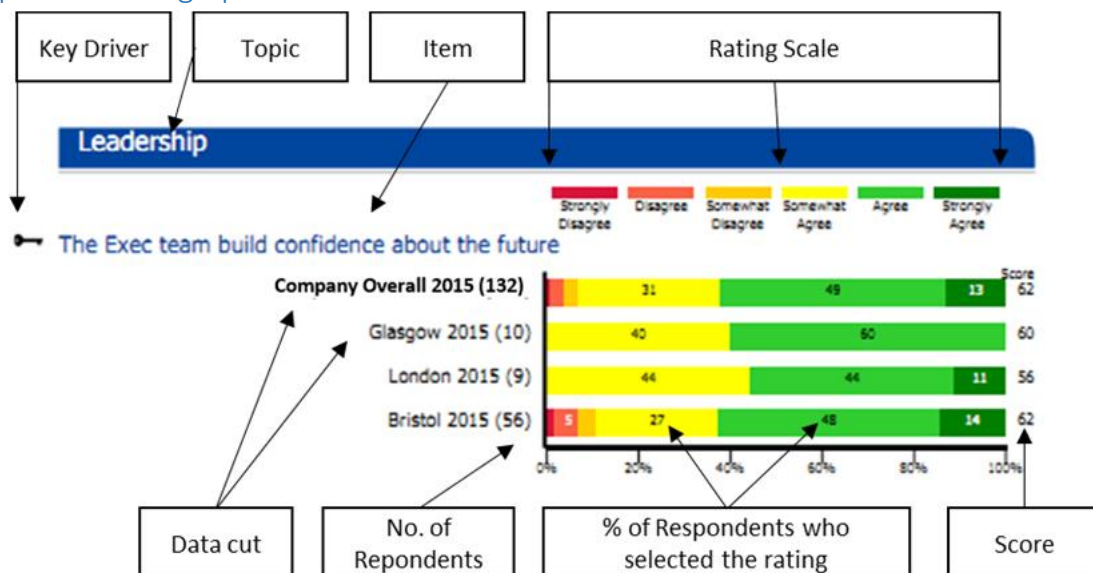 Key Driver
Topic
Item
Rating Scale
Leadership
Strongly Disagree
Disagree
Somewhat Disagree
Somewhat Agree
Agree
Strongly Agree
The Exec team build confidence about the future
Score
Company Overall 2015 (132)
31
49
13
62
Glasgow 2015 (10)
40
60
60
London 2015 (9)
44
44
11
56
Bristol 2015 (56)
5
27
48
14
62
0%
20%
40%
60%
80%
100%
Data cut
No. of
Repondents
% of Respondents who
selected the rating
Score